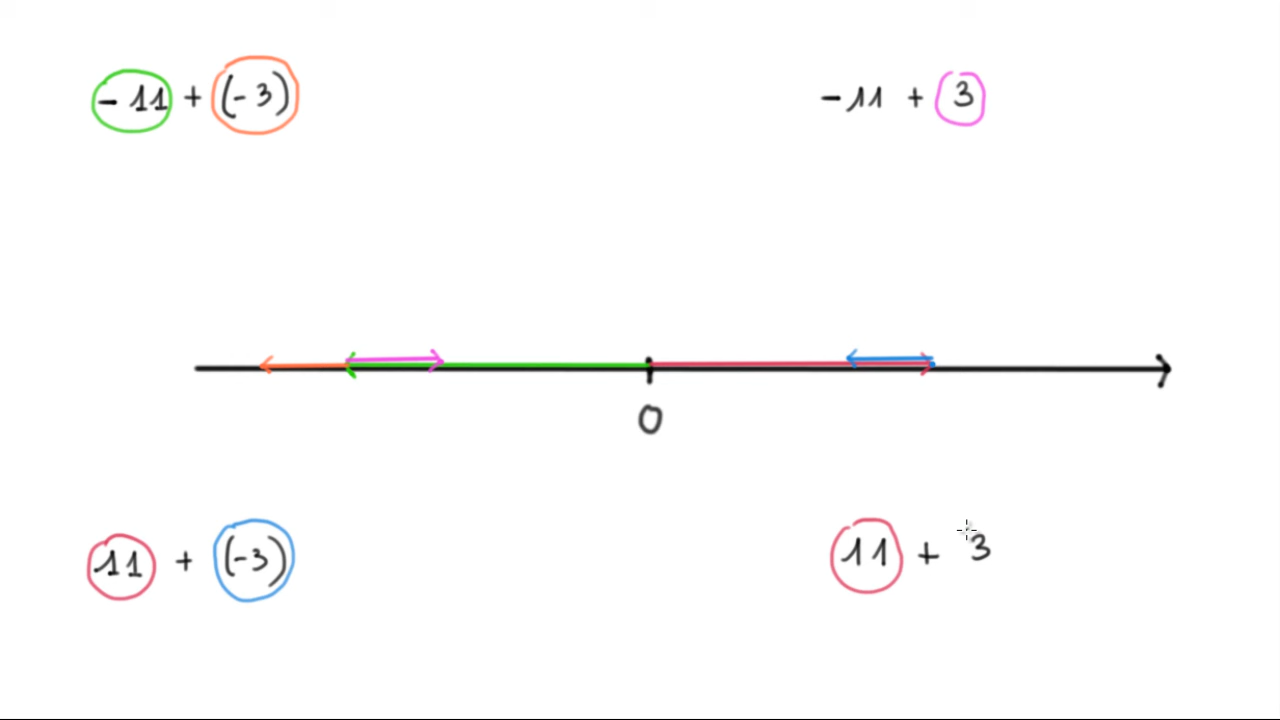 -11 + (-3)
-11 + 3
0
11 + (-3)
11 + 3